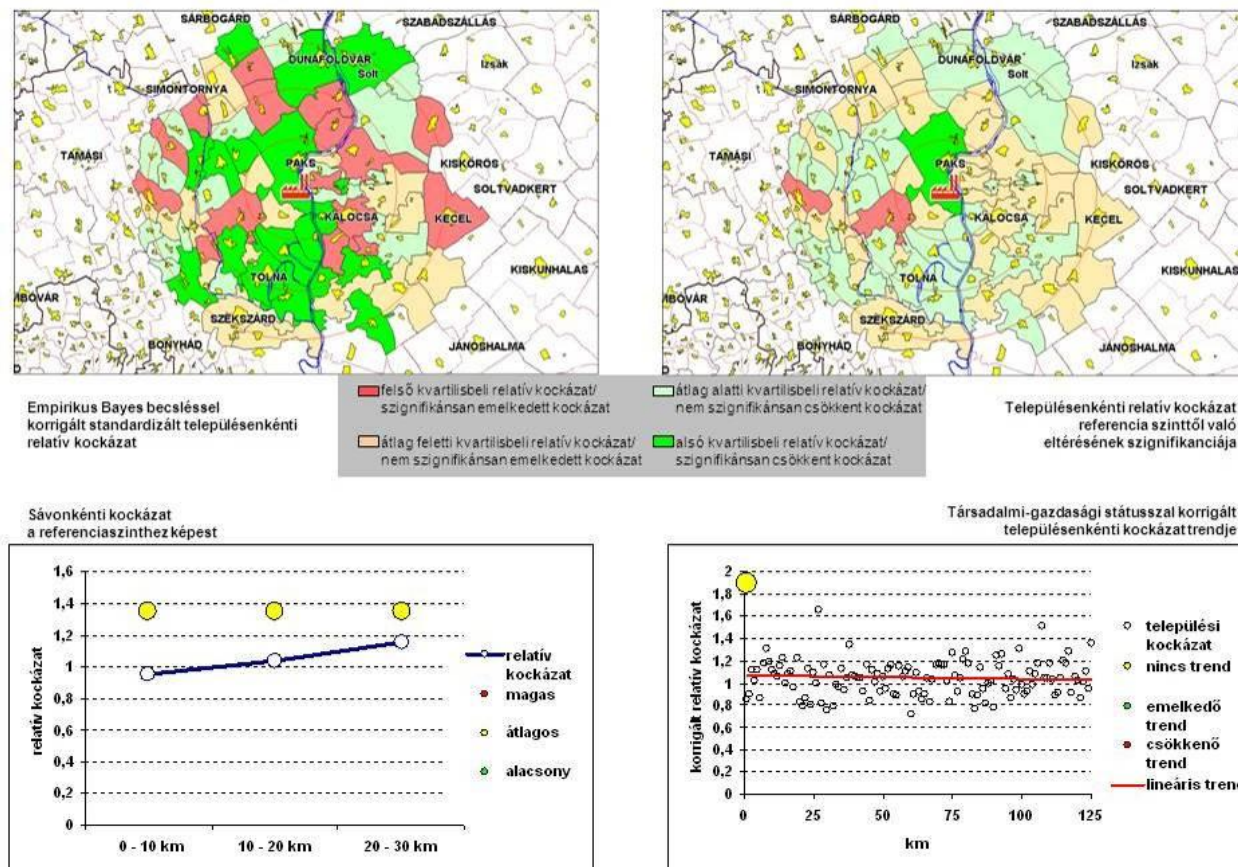 SÁRBOGÁRD
SZABADSZÁLLÁS
DUNAFÖLDVÁR
Izsák
Solt
SIMONTORNYA
PAKS
TAMÁSI
KISKŐRÖS
SOLTVADKERT
KALOCSA
KECEL
TOLNA
KISKUNHALAS
MBÓVÁR
SZEKSZÁRD
BONYHÁD
JÁNOSHALMA
SÁRBOGÁRD
SZABADSZÁLLÁS
DUNAFÖLDVÁR
Izsák
Solt
SIMONTORNYA
PAKS
TAMÁSI
KISKŐRÖS
SOLTVADKERT
KALOCSA
KECEL
TOLNA
KISKUNHALAS
MBÓVÁR
SZEKSZÁRD
BONYHÁD
JÁNOSHALMA
Empirikus Bayes becsléssel
korrigált standardizált településenkénti
relatív kockázat
felső kvartilisbeli relatív kockázat/
szignifikánsan emelkedett kockázat
átlag feletti kvartilisbeli relatív kockázat/
nem szignifikánsan emelkedett kockázat
átlag alatti kvartilisbeli relatív kockázat/
nem szignifikánsan csökkent kockázat
alsó kvartilisbeli relatív kockázat/
szignifikánsan csökkent kockázat
Településenkénti relatív kockázat
referencia szinttől való
eltérésének szignifikanciája
Sávonkénti kockázat
a referenciaszinthez képest
relatív kockázat
1,6
1,4
1,2
1
0,8
0,6
0,4
0,2
0
0 - 10 km
10 - 20 km
20 - 30 km
relatív
kockázat
magas
átlagos
alacsony
Társadalmi-gazdasági státusszal korrigált
településenkénti kockázat trendje
korrigált relatív kockázat
2
1,8
1,6
1,4
1,2
1
0,8
0,6
0,4
0,2
0
0
25
50
75
100
125
km
települési
kockázat
nincs trend
emelkedő
trend
csökkenő
trend
lineáris trend